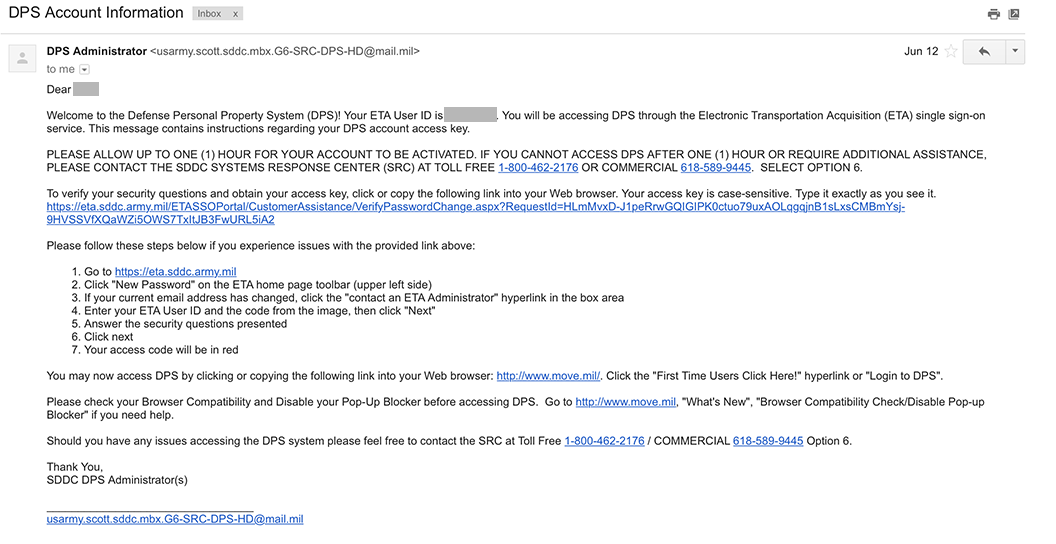 DPS Account Information
Inbox x
DPS Administrator <usarmy.scott.sddc.mbx.G6-SRC-DPS-HD@mail.mil>
Jun 12
to me
Dear
Welcome to the Defense Personal Property System (DPS)! Your ETA User ID is . You will be accessing DPS through the Electronic Transportation Acquisition (ETA) single sign-on
service. This message contains instructions regarding your DPS account access key.
PLEASE ALLOW UP TO ONE (1) HOUR FOR YOUR ACCOUNT TO BE ACTIVATED. IF YOU CANNOT ACCESS DPS AFTER ONE (1) HOUR OR REQUIRE ADDITIONAL ASSISTANCE,
PLEASE CONTACT THE SDDC SYSTEMS RESPONSE CENTER (SRC) AT TOLL FREE 1-800-462-2176 OR COMMERCIAL 618-589-9445. SELECT OPTION 6.
To verify your security questions and obtain your access key, click or copy the following link into your Web browser. Your access key is case-sensitive. Type it exactly as you see it.
https://eta.sddc.army.mil/ETASSOPortal/CustomerAssistance/VerifyPasswordChange.aspx?RequestId=HLmMvxD-J1peRrwGQIGIPK0ctuo79uxAOLqgqjnB1sLxsCMBmYsj-
9HVSSVfXQaWZi5OWS7TxItJB3FwURL5iA2
Please follow these steps below if you experience issues with the provided link above:
1. Go to https://eta.sddc.army.mil
2. Click "New Password" on the ETA home page toolbar (upper left side)
3. If your current email address has changed, click the "contact an ETA Administrator" hyperlink in the box area
4. Enter your ETA User ID and the code from the image, then click "Next"
5. Answer the security questions presented
6. Click next
7. Your access code will be in red
You may now access DPS by clicking or copying the following link into your Web browser: http://www.move.mil/. Click the "First Time Users Click Here!" hyperlink or "Login to DPS".
Please check your Browser Compatibility and Disable your Pop-Up Blocker before accessing DPS. Go to http://www.move.mil, "What's New", "Browser Compatibility Check/Disable Pop-up
Blocker" if you need help.
Should you have any issues accessing the DPS system please feel free to contact the SRC at Toll Free 1-800-462-2176 / COMMERCIAL 618-589-9445 Option 6.
Thank You,
SDDC DPS Administrator(s)
usarmy.scott.sddc.mbx.G6-SRC-DPS-HD@mail.mil